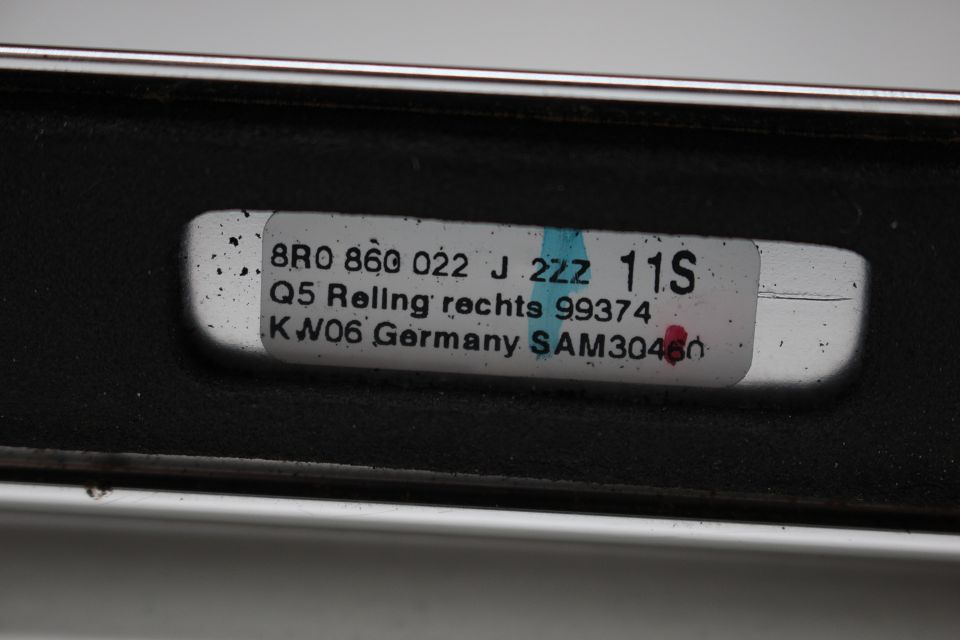 8R0 860 022 J 2ZZ 11S
Q5 Reling rechts 99374
KW06 Germany SAM30460